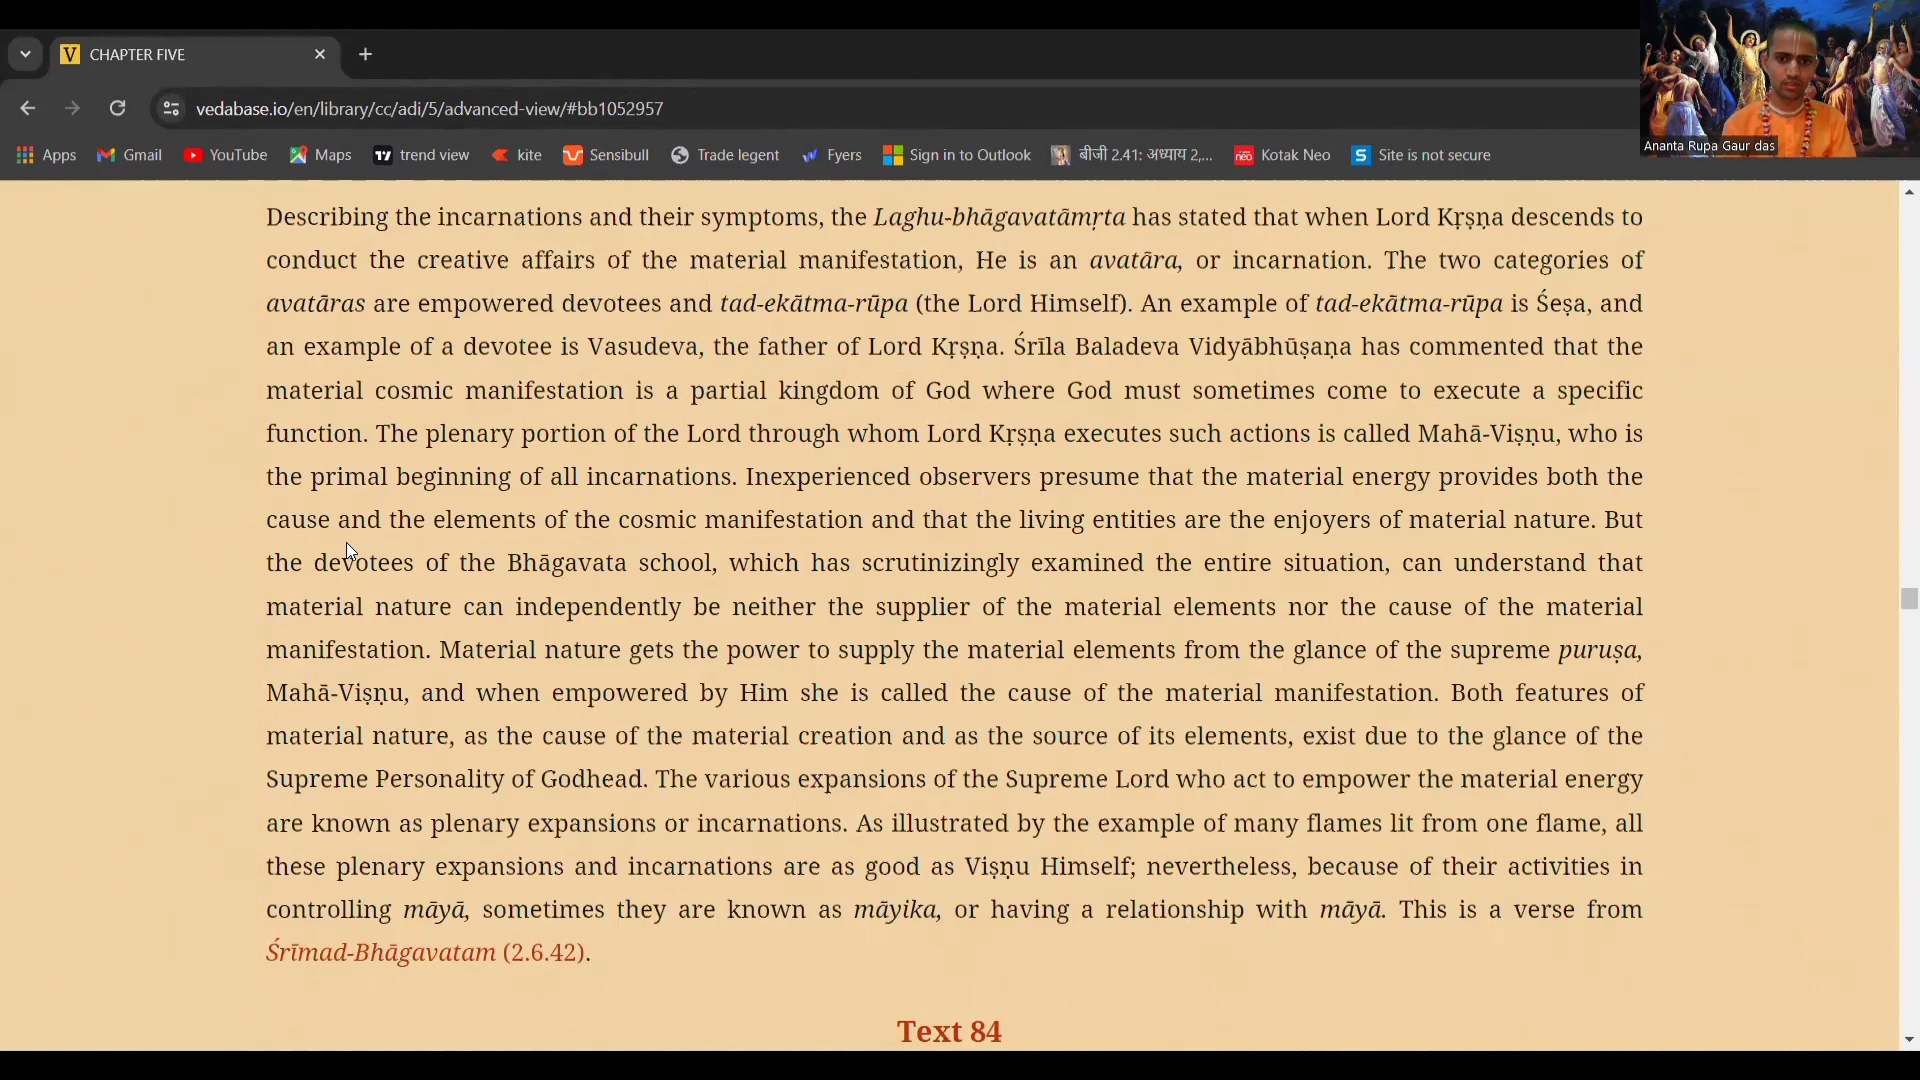 CHAPTER FIVE
vedabase.io/en/library/cc/adi/5/advanced-view/#bb1052957
Apps Gmail YouTube Maps trend view kite Sensibull Trade legent Fyers Sign in to Outlook बीजी 2.41: अध्याय 2,... neo Kotak Neo S Site is not secure
Ananta Rupa Gaur das
Describing the incarnations and their symptoms, the Laghu-bhāgavatāmṛta has stated that when Lord Kṛṣṇa descends to
conduct the creative affairs of the material manifestation, He is an avatāra, or incarnation. The two categories of
avatāras are empowered devotees and tad-ekātma-rūpa (the Lord Himself). An example of tad-ekātma-rūpa is Śeṣa, and
an example of a devotee is Vasudeva, the father of Lord Kṛṣṇa. Śrīla Baladeva Vidyābhūṣaṇa has commented that the
material cosmic manifestation is a partial kingdom of God where God must sometimes come to execute a specific
function. The plenary portion of the Lord through whom Lord Kṛṣṇa executes such actions is called Mahā-Viṣṇu, who is
the primal beginning of all incarnations. Inexperienced observers presume that the material energy provides both the
cause and the elements of the cosmic manifestation and that the living entities are the enjoyers of material nature. But
the devotees of the Bhāgavata school, which has scrutinizingly examined the entire situation, can understand that
material nature can independently be neither the supplier of the material elements nor the cause of the material
manifestation. Material nature gets the power to supply the material elements from the glance of the supreme puruṣa,
Mahā-Viṣṇu, and when empowered by Him she is called the cause of the material manifestation. Both features of
material nature, as the cause of the material creation and as the source of its elements, exist due to the glance of the
Supreme Personality of Godhead. The various expansions of the Supreme Lord who act to empower the material energy
are known as plenary expansions or incarnations. As illustrated by the example of many flames lit from one flame, all
these plenary expansions and incarnations are as good as Viṣṇu Himself; nevertheless, because of their activities in
controlling māyā, sometimes they are known as māyika, or having a relationship with māyā. This is a verse from
Śrīmad-Bhāgavatam (2.6.42).
Text 84